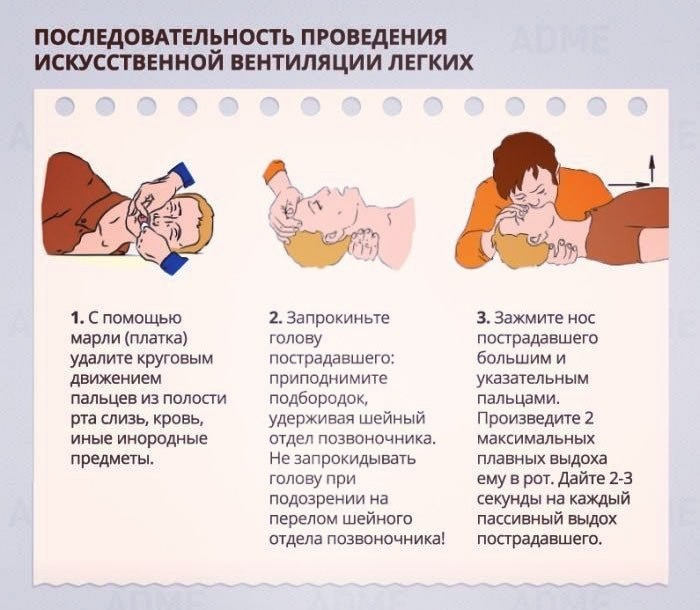 ПОСЛЕДОВАТЕЛЬНОСТЬ ПРОВЕДЕНИЯ
ИСКУССТВЕННОЙ ВЕНТИЛЯЦИИ ЛЕГКИХ
ADME
1. С помощью
марли (платка)
удалите круговым
движением
пальцев из полости
рта слизь, кровь,
иные инородные
предметы.
2. Запрокиньте
голову
пострадавшего:
приподнимите
подбородок,
удерживая шейный
отдел позвоночника.
Не запрокидывать
голову при
подозрении на
перелом шейного
отдела позвоночника!
3. Зажмите нос
пострадавшего
большим и
указательным
пальцами.
Произведите 2
максимальных
плавных выдоха
ему в рот. Дайте 2-3
секунды на каждый
пассивный выдох
пострадавшего.
ADME
ADME
ADME